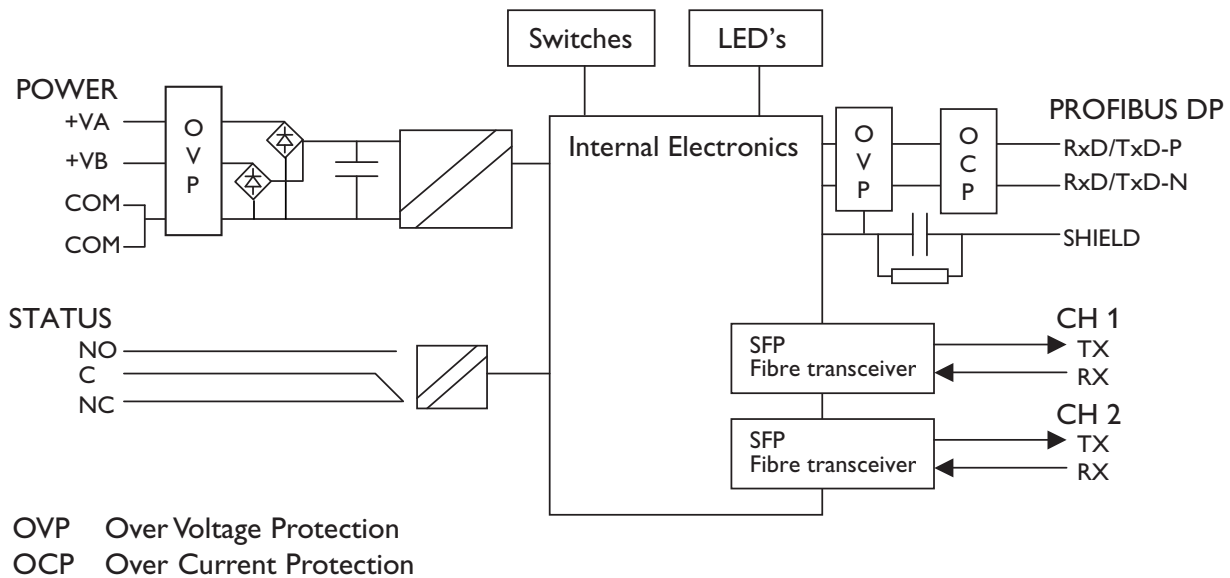 Switches
LED's
POWER
+VA
+VB
COM
COM
O
V
P
Internal Electronics
O
V
P
O
C
P
PROFIBUS DP
RxD/TxD-P
RxD/TxD-N
SHIELD
STATUS
NO
C
NC
SFP
Fibre transceiver
CH 1
TX
RX
SFP
Fibre transceiver
CH 2
TX
RX
OVP Over Voltage Protection
OCP Over Current Protection